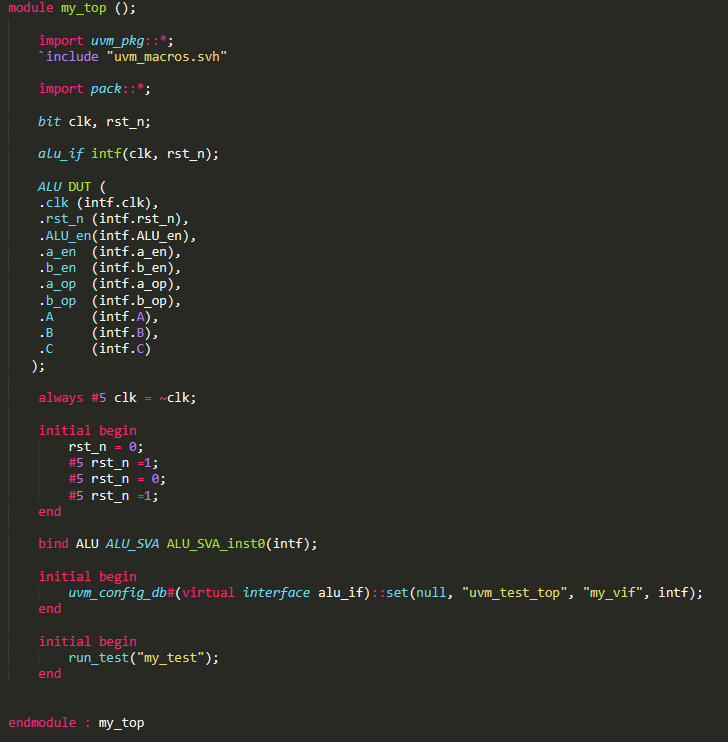 module my_top ();
import uvm_pkg::*;
`include "uvm_macros.svh"
import pack::*;
bit clk, rst_n;
alu_if intf(clk, rst_n);
ALU DUT (
.clk (intf.clk),
.rst_n (intf.rst_n),
.ALU_en(intf.ALU_en),
.a_en  (intf.a_en),
.b_en  (intf.b_en),
.a_op  (intf.a_op),
.b_op  (intf.b_op),
.A     (intf.A),
.B     (intf.B),
.C     (intf.C)
);
always #5 clk = ~clk;
initial begin
rst_n = 0;
#5 rst_n =1;
#5 rst_n = 0;
#5 rst_n =1;
end
bind ALU ALU_SVA ALU_SVA_inst0(intf);
initial begin
uvm_config_db#(virtual interface alu_if)::set(null, "uvm_test_top", "my_vif", intf);
end
initial begin
run_test("my_test");
end
endmodule : my_top